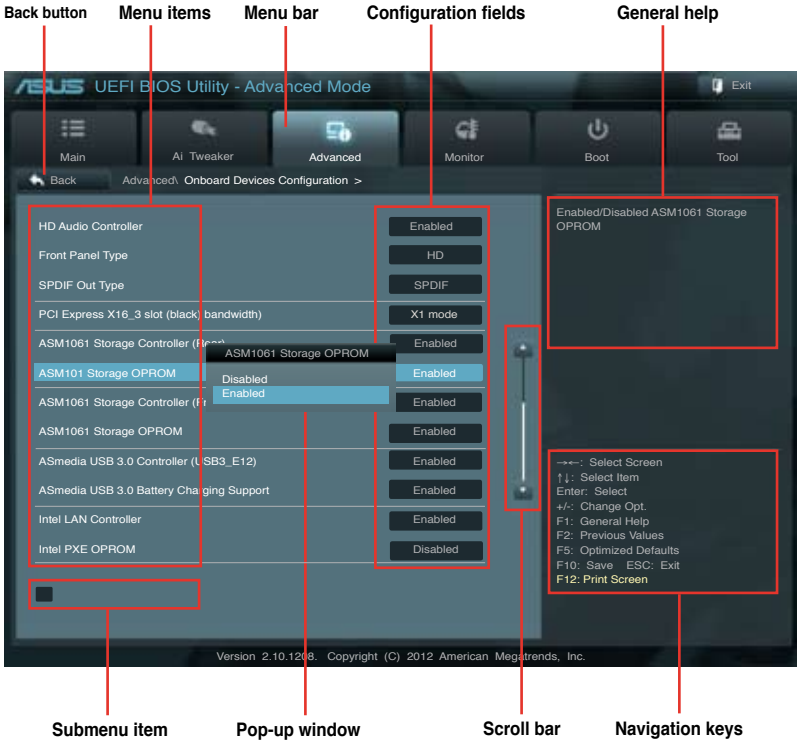 Back button Menu items Menu bar Configuration fields General help
ASUS UEFI BIOS Utility - Advanced Mode Exit
Main Ai Tweaker Advanced Monitor Boot Tool
Back Advanced\ Onboard Devices Configuration >
HD Audio Controller Enabled
Front Panel Type HD
SPDIF Out Type SPDIF
PCI Express X16_3 slot (black) bandwidth) X1 mode
ASM1061 Storage Controller (Rear) Enabled
ASM101 Storage OPROM Enabled
ASM1061 Storage Controller (Fr Enabled
ASM1061 Storage OPROM Enabled
ASmedia USB 3.0 Controller (USB3_E12) Enabled
ASmedia USB 3.0 Battery Charging Support Enabled
Intel LAN Controller Enabled
Intel PXE OPROM Disabled
ASM1061 Storage OPROM
Disabled
Enabled
Enabled/Disabled ASM1061 Storage
OPROM
→←: Select Screen
↑↓: Select Item
Enter: Select
+/-: Change Opt.
F1: General Help
F2: Previous Values
F5: Optimized Defaults
F10: Save ESC: Exit
F12: Print Screen
Version 2.10.1208. Copyright (C) 2012 American Megatrends, Inc.
Submenu item Pop-up window Scroll bar Navigation keys